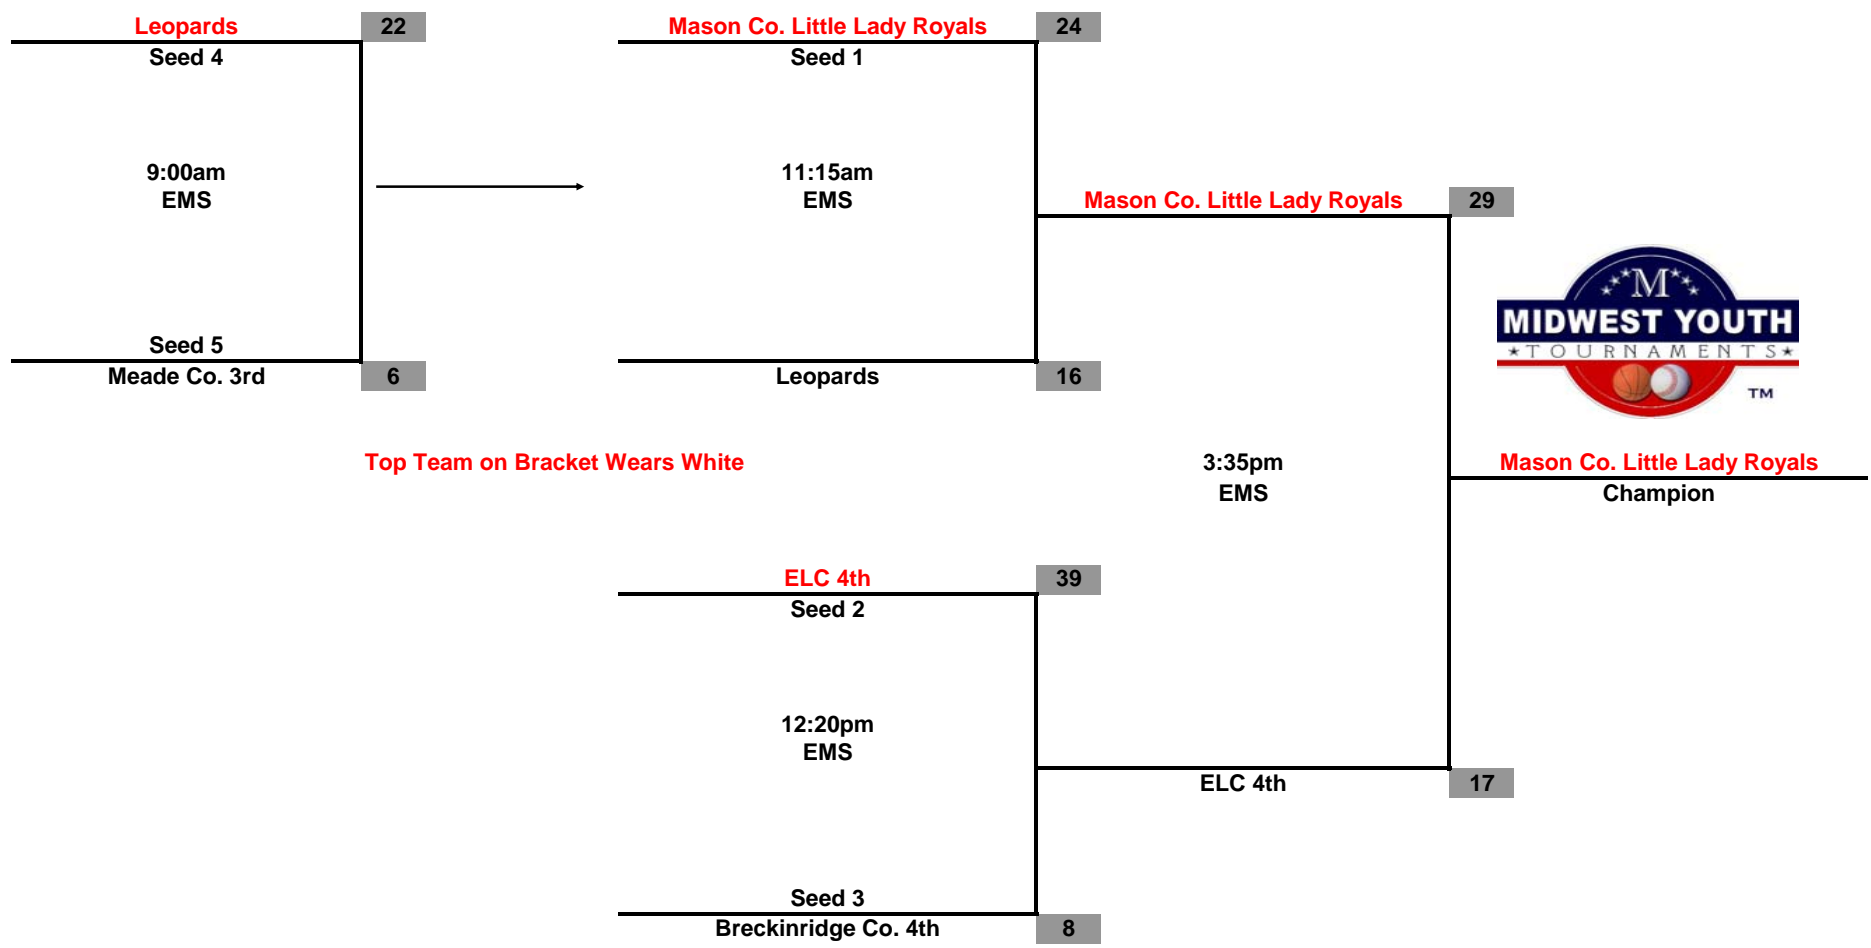 Leopards 22
Seed 4
9:00am
EMS
Seed 5
Meade Co. 3rd 6
Mason Co. Little Lady Royals 24
Seed 1
11:15am
EMS
Leopards 16
Mason Co. Little Lady Royals 29
M
MIDWEST YOUTH
TOURNAMENTS
TM
Top Team on Bracket Wears White
3:35pm
EMS
Mason Co. Little Lady Royals
Champion
ELC 4th 39
Seed 2
12:20pm
EMS
ELC 4th 17
Seed 3
Breckinridge Co. 4th 8